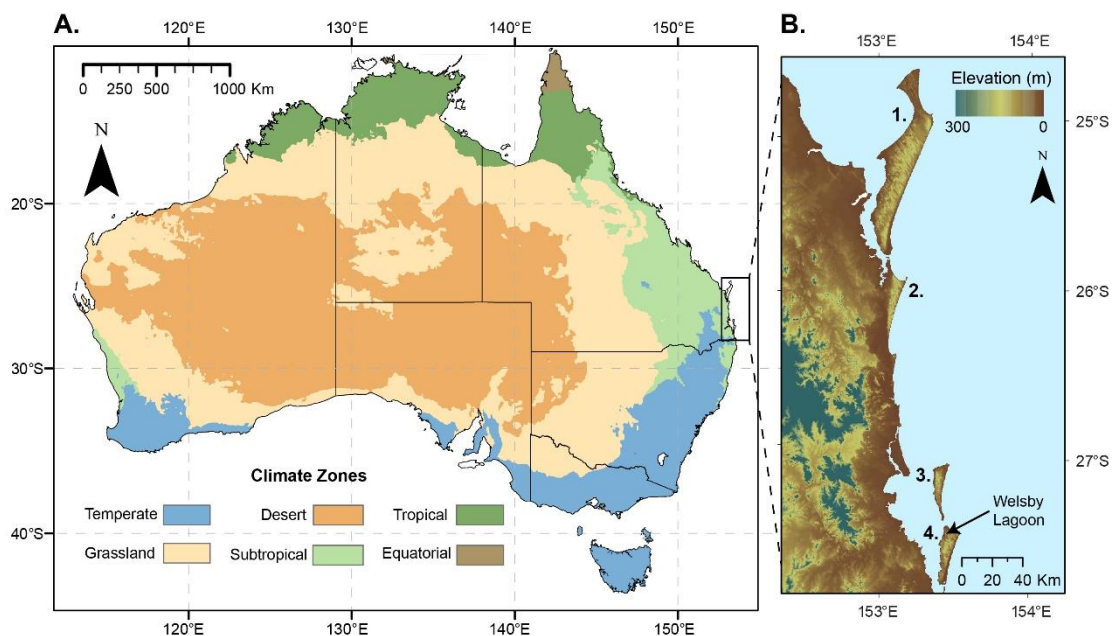 A.
120°E 130°E 140°E 150°E
0 250 500 1000 Km
N
20°S
30°S
40°S
Climate Zones
Temperate Desert Tropical
Grassland Subtropical Equatorial
120°E 130°E 140°E 150°E
B.
153°E 154°E
Elevation (m)
300 0
N
1.
25°S
2.
26°S
3.
27°S
Welsby
Lagoon
4.
0 20 40 Km
153°E 154°E